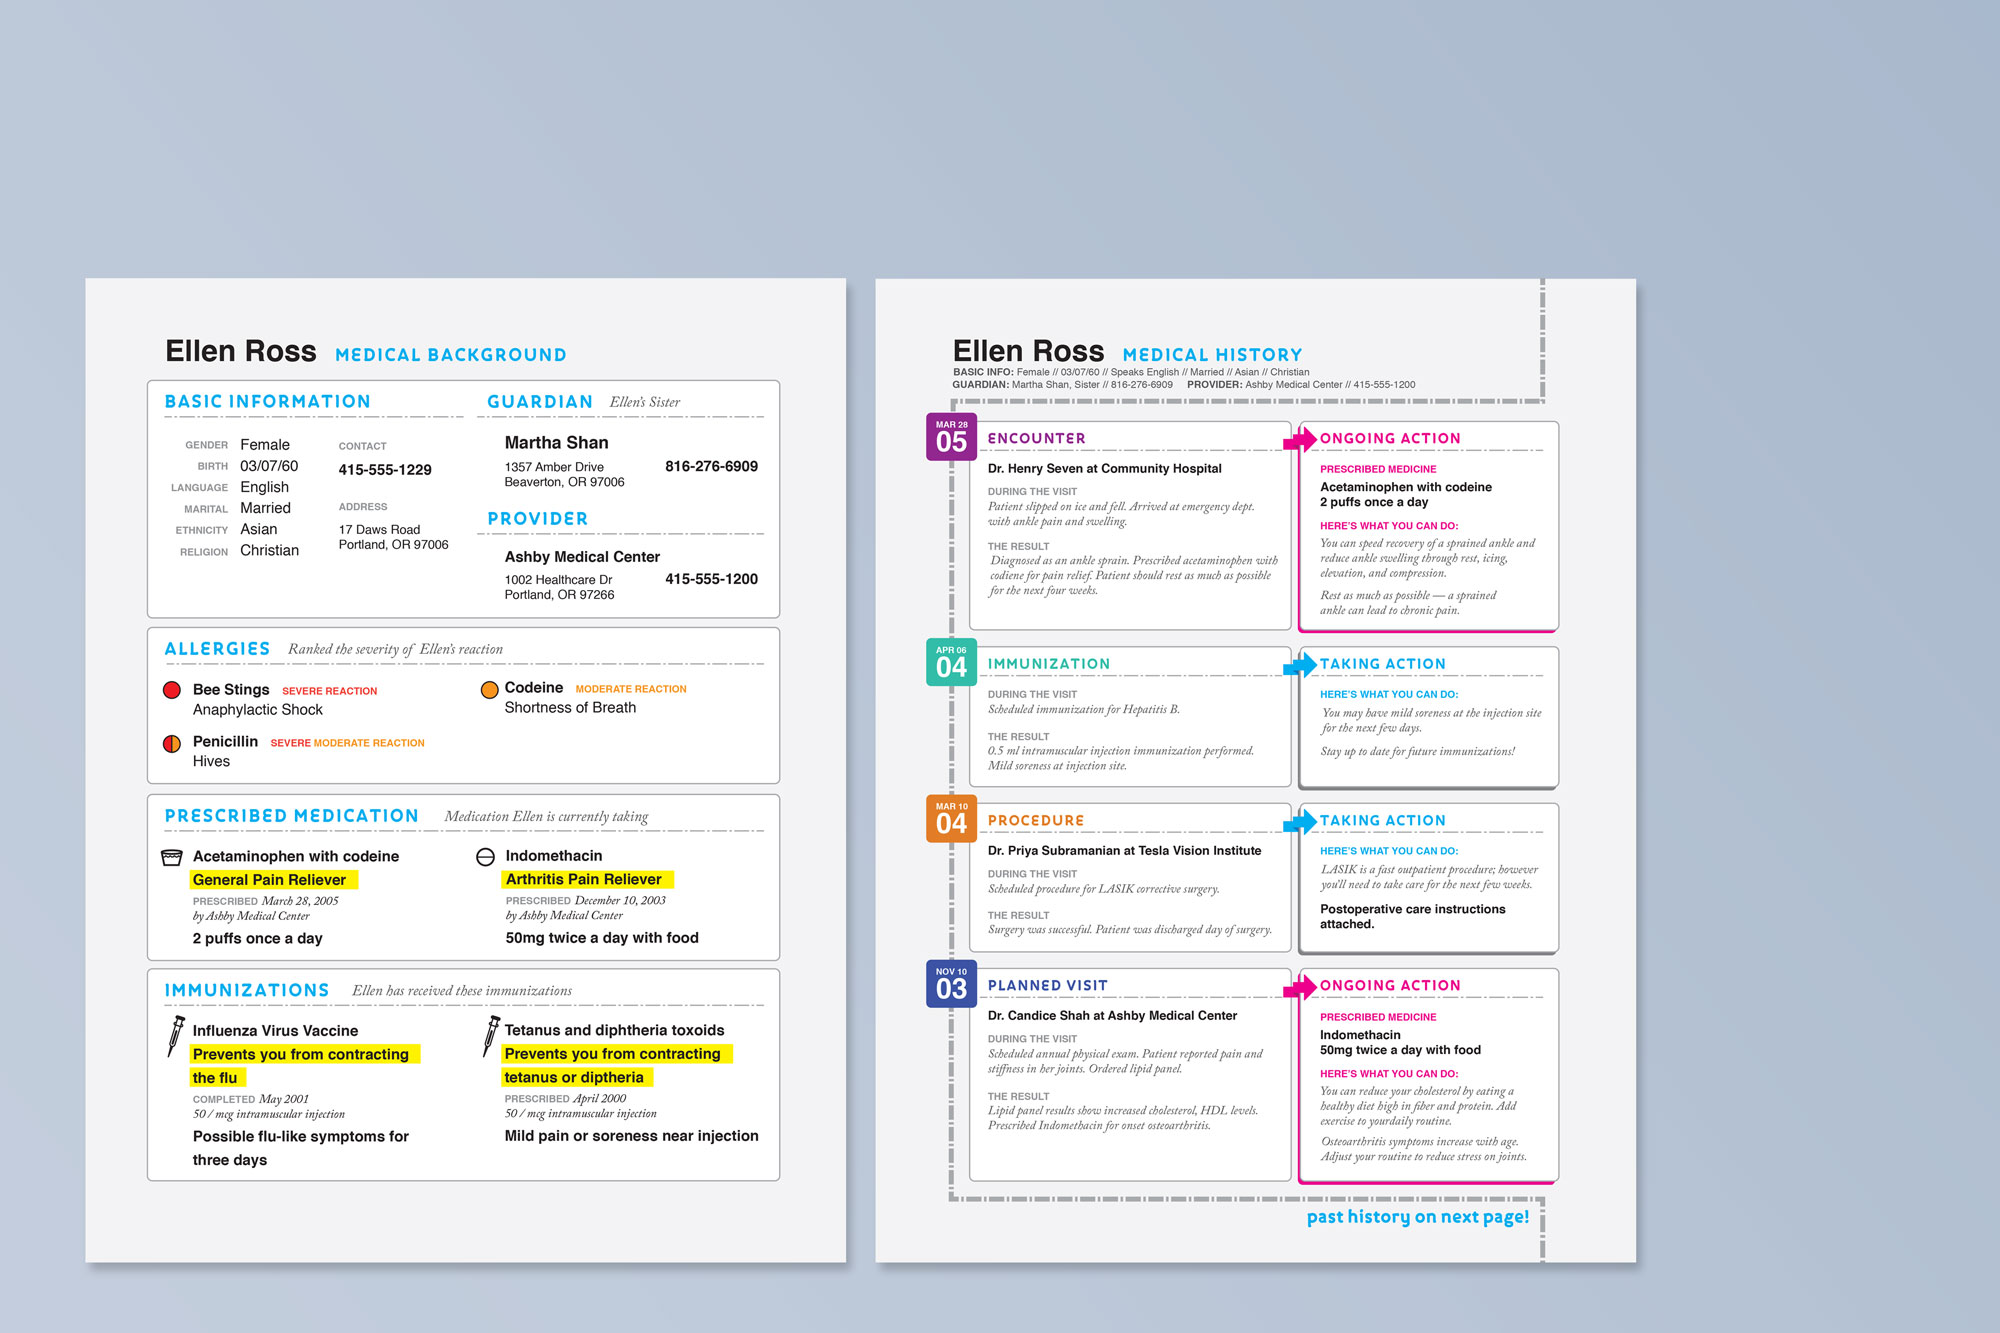 Ellen Ross MEDICAL BACKGROUND
BASIC INFORMATION
GENDER Female
BIRTH 03/07/60
LANGUAGE English
MARITAL Married
ETHNICITY Asian
RELIGION Christian
CONTACT
415-555-1229
ADDRESS
17 Daws Road
Portland, OR 97006
GUARDIAN Ellen's Sister
Martha Shan
1357 Amber Drive
Beaverton, OR 97006
816-276-6909
PROVIDER
Ashby Medical Center
1002 Healthcare Dr
Portland, OR 97266
415-555-1200
ALLERGIES Ranked the severity of Ellen's reaction
Bee Stings SEVERE REACTION
Anaphylactic Shock
Codeine MODERATE REACTION
Shortness of Breath
Penicillin SEVERE MODERATE REACTION
Hives
PRESCRIBED MEDICATION Medication Ellen is currently taking
Acetaminophen with codeine
General Pain Reliever
PRESCRIBED March 28, 2005
by Ashby Medical Center
2 puffs once a day
Indomethacin
Arthritis Pain Reliever
PRESCRIBED December 10, 2003
by Ashby Medical Center
50mg twice a day with food
IMMUNIZATIONS Ellen has received these immunizations
Influenza Virus Vaccine
Prevents you from contracting
the flu
COMPLETED May 2001
50 / mcg intramuscular injection
Possible flu-like symptoms for
three days
Tetanus and diphtheria toxoids
Prevents you from contracting
tetanus or diptheria
PRESCRIBED April 2000
50 / mcg intramuscular injection
Mild pain or soreness near injection
Ellen Ross MEDICAL HISTORY
BASIC INFO: Female // 03/07/60 // Speaks English // Married // Asian // Christian
GUARDIAN: Martha Shan, Sister // 816-276-6909 PROVIDER: Ashby Medical Center // 415-555-1200
MAR 28
05
ENCOUNTER
Dr. Henry Seven at Community Hospital
DURING THE VISIT
Patient slipped on ice and fell. Arrived at emergency dept.
with ankle pain and swelling.
THE RESULT
Diagnosed as an ankle sprain. Prescribed acetaminophen with
codiene for pain relief. Patient should rest as much as possible
for the next four weeks.
ONGOING ACTION
PRESCRIBED MEDICINE
Acetaminophen with codeine
2 puffs once a day
HERE'S WHAT YOU CAN DO:
You can speed recovery of a sprained ankle and
reduce ankle swelling through rest, icing,
elevation, and compression.
Rest as much as possible — a sprained
ankle can lead to chronic pain.
APR 06
04
IMMUNIZATION
DURING THE VISIT
Scheduled immunization for Hepatitis B.
THE RESULT
0.5 ml intramuscular injection immunization performed.
Mild soreness at injection site.
TAKING ACTION
HERE'S WHAT YOU CAN DO:
You may have mild soreness at the injection site
for the next few days.
Stay up to date for future immunizations!
MAR 10
04
PROCEDURE
Dr. Priya Subramanian at Tesla Vision Institute
DURING THE VISIT
Scheduled procedure for LASIK corrective surgery.
THE RESULT
Surgery was successful. Patient was discharged day of surgery.
TAKING ACTION
HERE'S WHAT YOU CAN DO:
LASIK is a fast outpatient procedure; however
you'll need to take care for the next few weeks.
Postoperative care instructions
attached.
NOV 10
03
PLANNED VISIT
Dr. Candice Shah at Ashby Medical Center
DURING THE VISIT
Scheduled annual physical exam. Patient reported pain and
stiffness in her joints. Ordered lipid panel.
THE RESULT
Lipid panel results show increased cholesterol, HDL levels.
Prescribed Indomethacin for onset osteoarthritis.
ONGOING ACTION
PRESCRIBED MEDICINE
Indomethacin
50mg twice a day with food
HERE'S WHAT YOU CAN DO:
You can reduce your cholesterol by eating a
healthy diet high in fiber and protein. Add
exercise to yourdaily routine.
Osteoarthritis symptoms increase with age.
Adjust your routine to reduce stress on joints.
past history on next page!